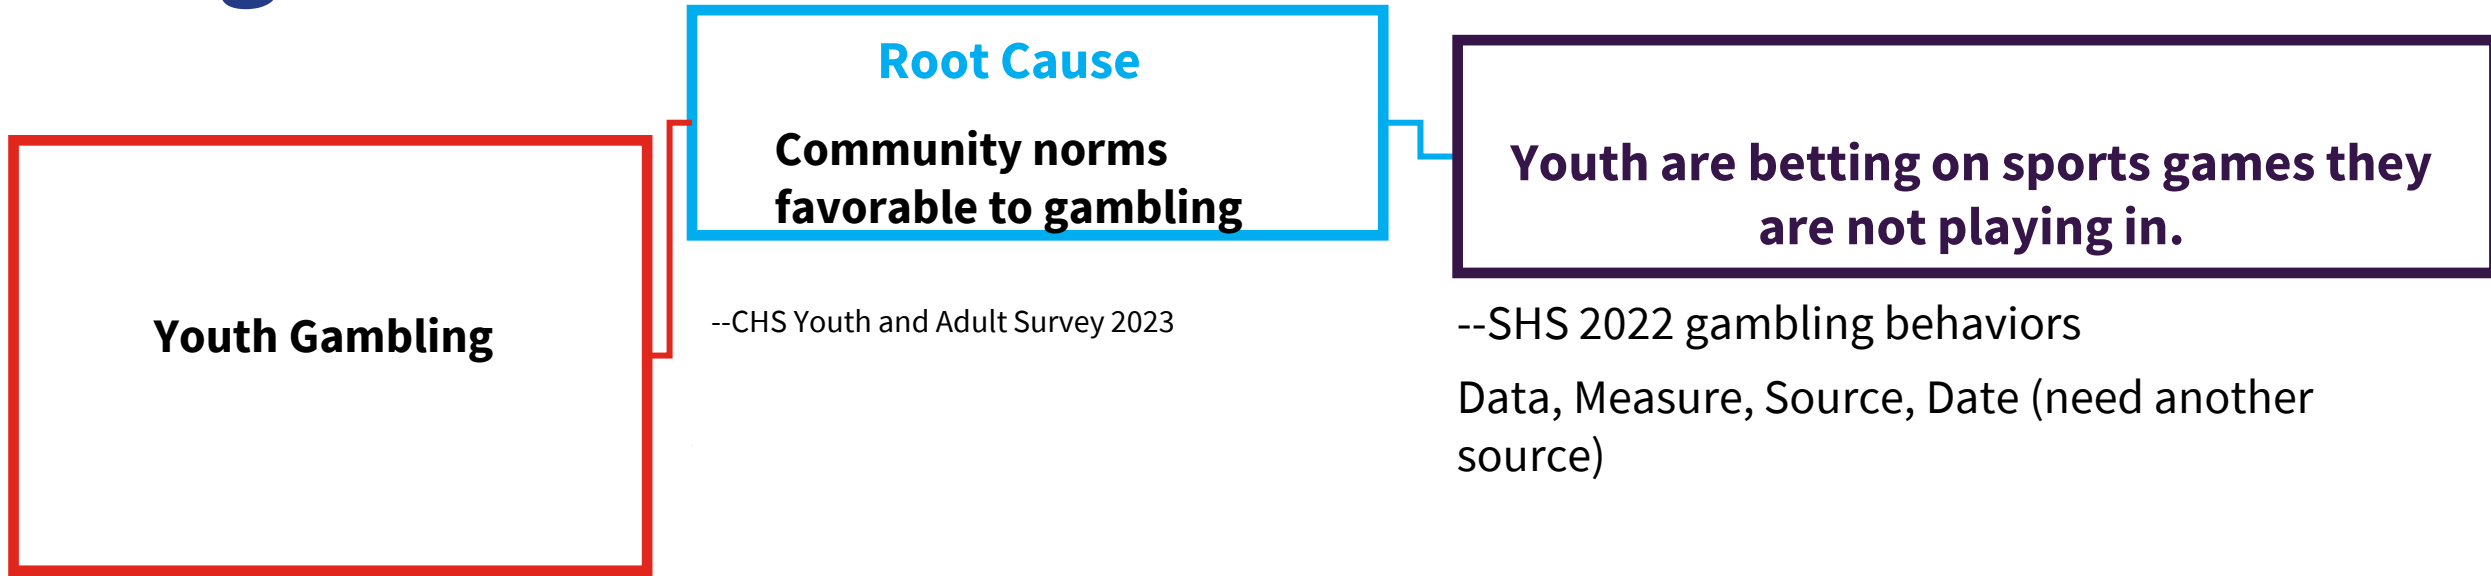 Youth Gambling
Root Cause
Community norms
favorable to gambling
--CHS Youth and Adult Survey 2023
Youth are betting on sports games they
are not playing in.
--SHS 2022 gambling behaviors
Data, Measure, Source, Date (need another
source)